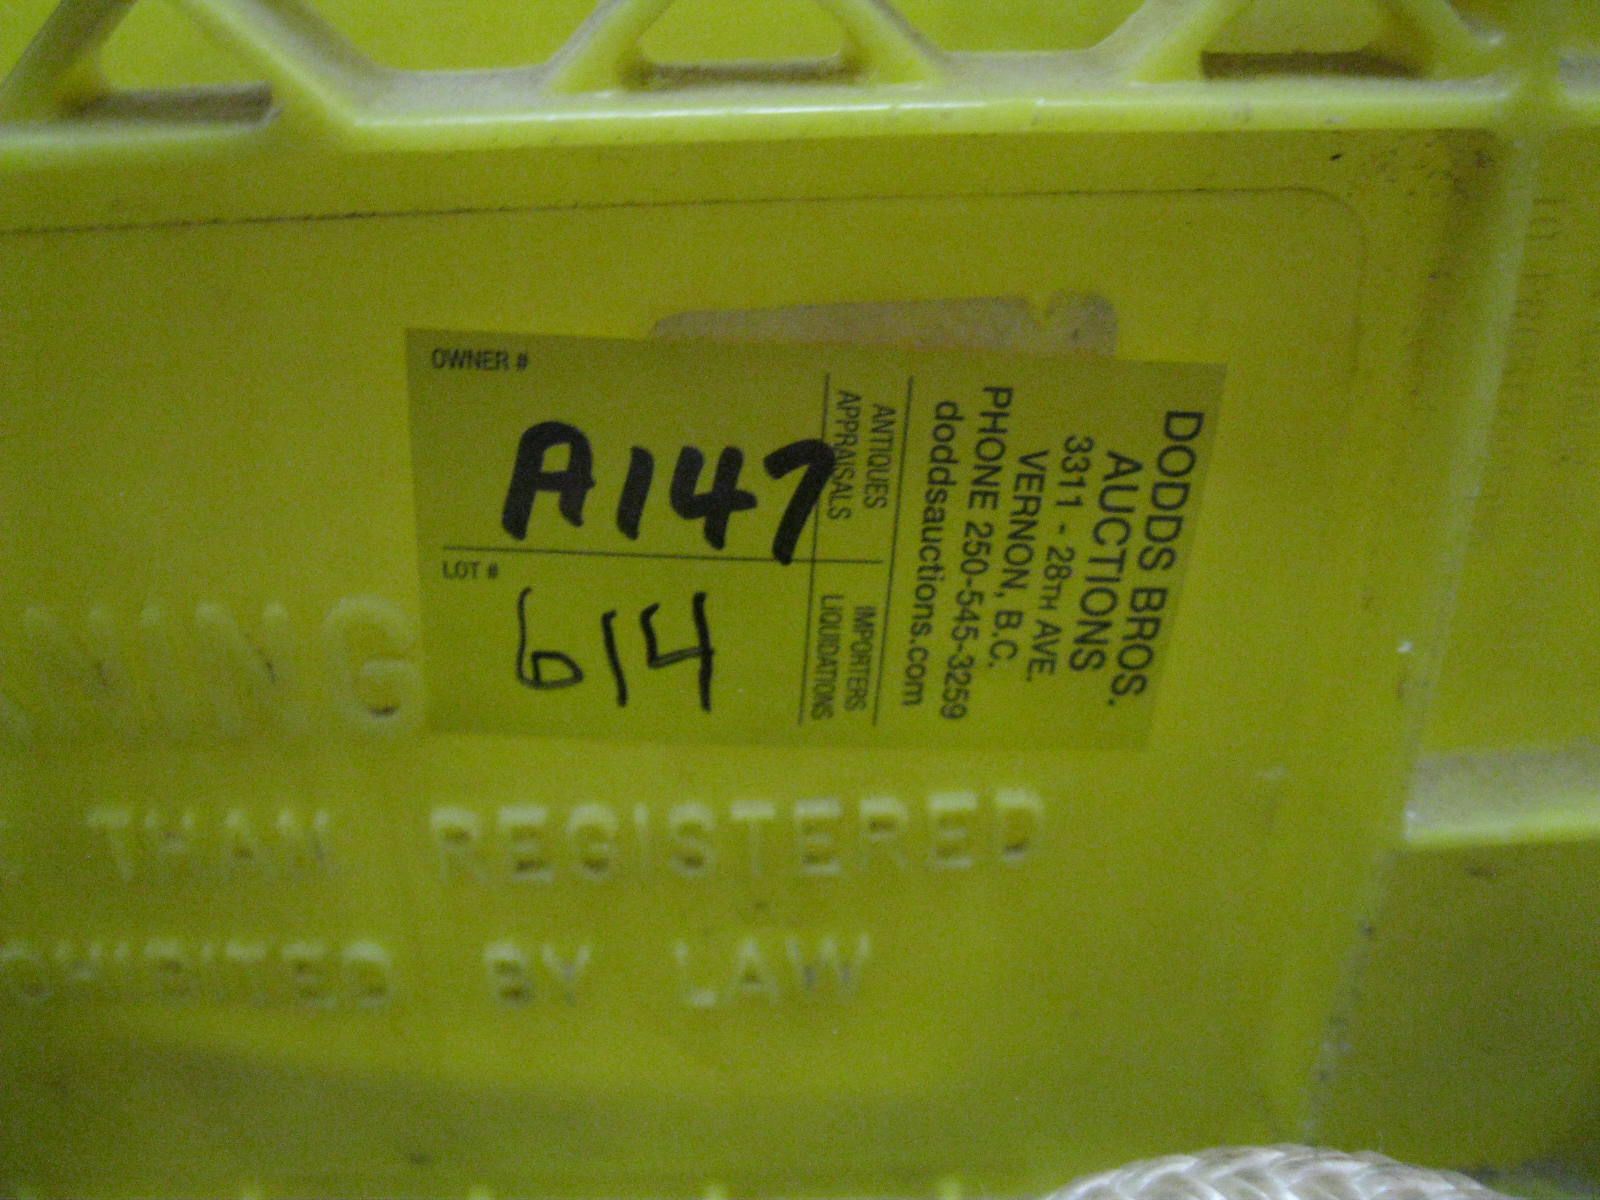 DODDS BROS.
AUCTIONS
3311 - 28TH AVE.
VERNON, B.C.
PHONE 250-545-3259
doddsauctions.com
ANTIQUES
APPRAISALS
IMPORTERS
LIQUIDATIONS
OWNER #
A147
LOT #
614
THAN REGISTERED
BY LAW